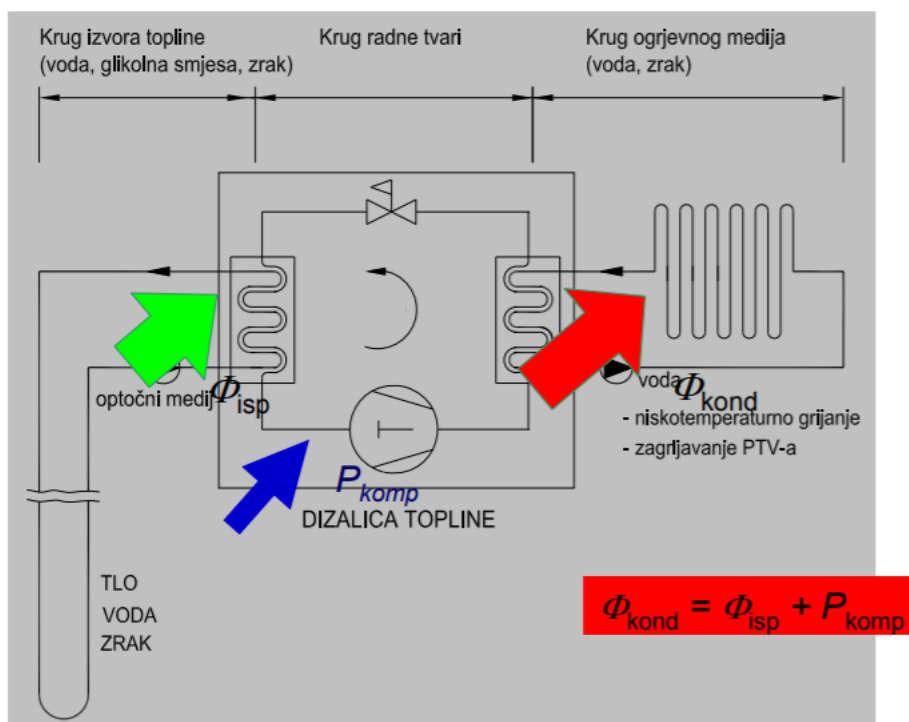 Krug izvora topline
(voda, glikolna smjesa, zrak)
Krug radne tvari
Krug ogrjevnog medija
(voda, zrak)
optočni medij
Φisp
voda
Φkond
- niskotemperaturno grijanje
- zagrijavanje PTV-a
Pkomp
DIZALICA TOPLINE
TLO
VODA
ZRAK
Φkond = Φisp + Pkomp